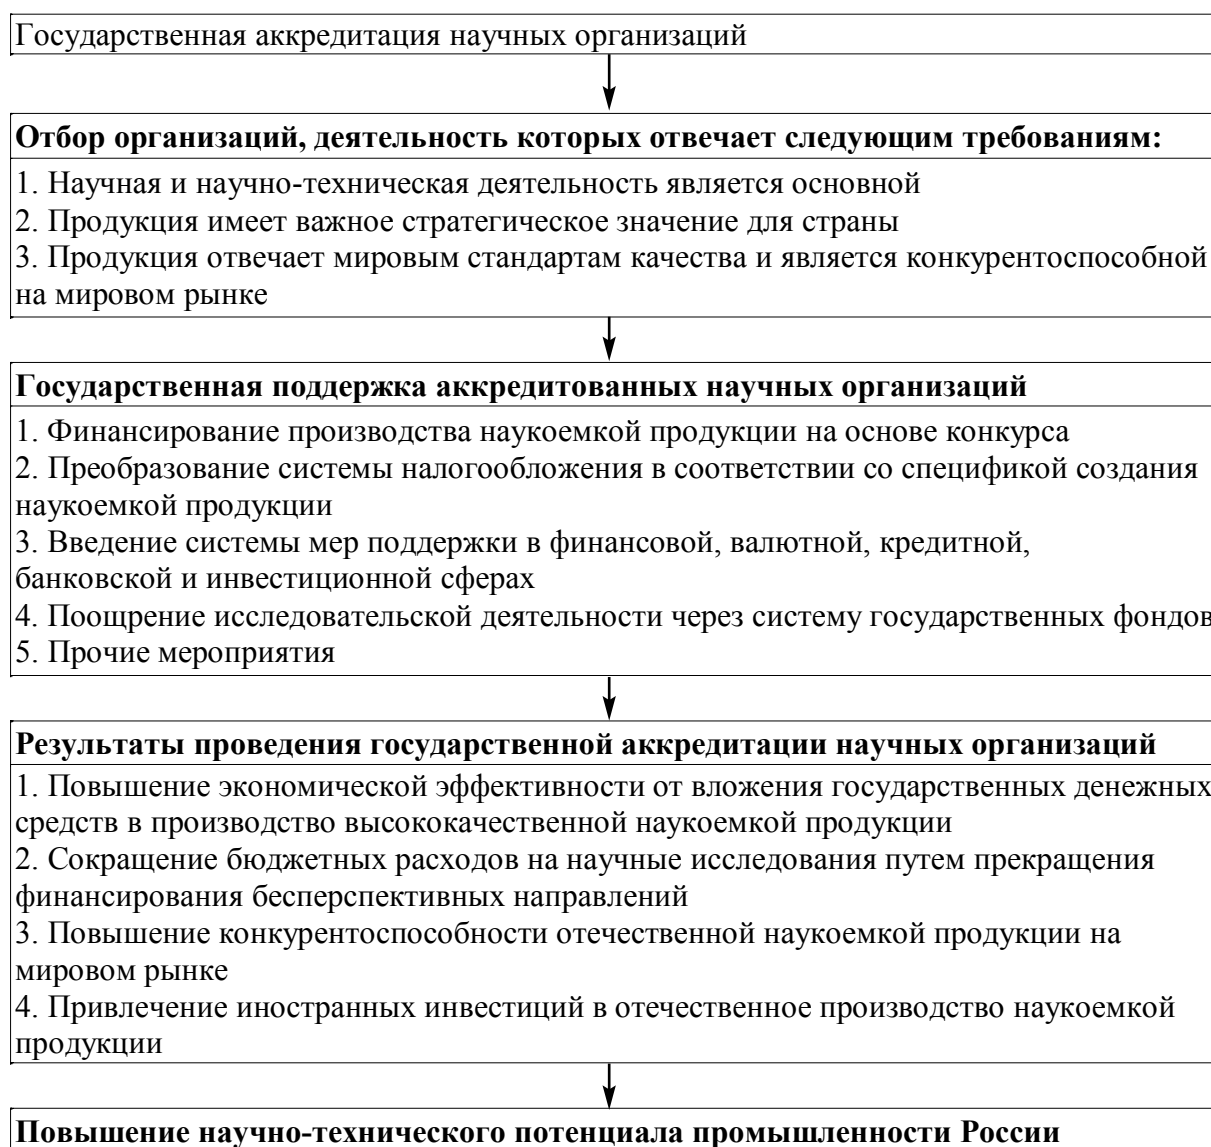 Государственная аккредитация научных организаций
Отбор организаций, деятельность которых отвечает следующим требованиям:
1. Научная и научно-техническая деятельность является основной
2. Продукция имеет важное стратегическое значение для страны
3. Продукция отвечает мировым стандартам качества и является конкурентоспособной
на мировом рынке
Государственная поддержка аккредитованных научных организаций
1. Финансирование производства наукоемкой продукции на основе конкурса
2. Преобразование системы налогообложения в соответствии со спецификой создания
наукоемкой продукции
3. Введение системы мер поддержки в финансовой, валютной, кредитной,
банковской и инвестиционной сферах
4. Поощрение исследовательской деятельности через систему государственных фондов
5. Прочие мероприятия
Результаты проведения государственной аккредитации научных организаций
1. Повышение экономической эффективности от вложения государственных денежных
средств в производство высококачественной наукоемкой продукции
2. Сокращение бюджетных расходов на научные исследования путем прекращения
финансирования бесперспективных направлений
3. Повышение конкурентоспособности отечественной наукоемкой продукции на
мировом рынке
4. Привлечение иностранных инвестиций в отечественное производство наукоемкой
продукции
Повышение научно-технического потенциала промышленности России